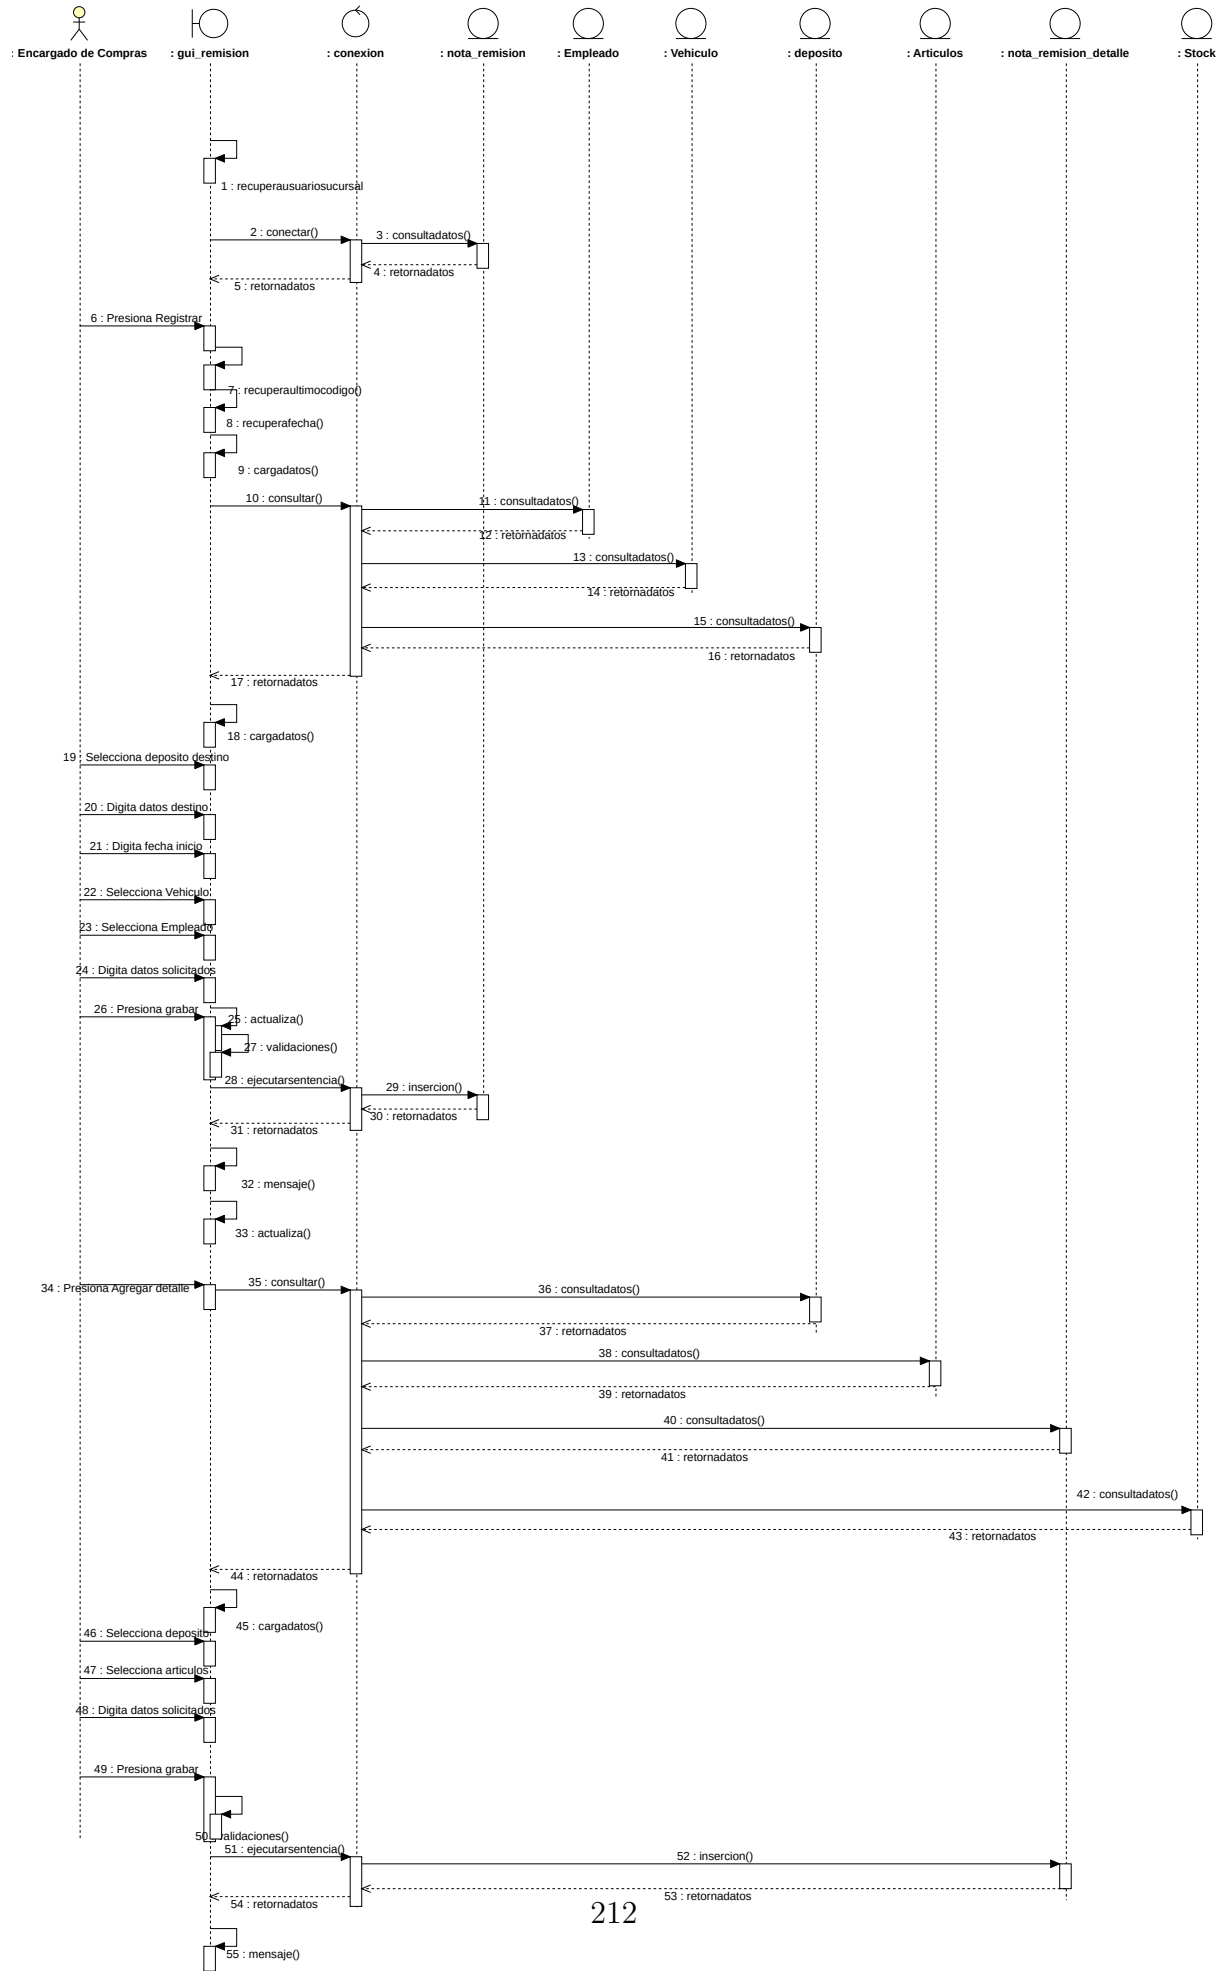 : Encargado de Compras
: gui_remision
: conexion
: nota_remision
: Empleado
: Vehiculo
: deposito
: Articulos
: nota_remision_detalle
: Stock
1 : recuperausuariosucursal
2 : conectar()
3 : consultadatos()
4 : retornadatos
5 : retornadatos
6 : Presiona Registrar
7 : recuperaultimocodigo()
8 : recuperafecha()
9 : cargadatos()
10 : consultar()
11 : consultadatos()
12 : retornadatos
13 : consultadatos()
14 : retornadatos
15 : consultadatos()
16 : retornadatos
17 : retornadatos
18 : cargadatos()
19 : Selecciona deposito destino
20 : Digita datos destino
21 : Digita fecha inicio
22 : Selecciona Vehiculo
23 : Selecciona Empleado
24 : Digita datos solicitados
26 : Presiona grabar
25 : actualiza()
27 : validaciones()
28 : ejecutarsentencia()
29 : insercion()
30 : retornadatos
31 : retornadatos
32 : mensaje()
33 : actualiza()
34 : Presiona Agregar detalle
35 : consultar()
36 : consultadatos()
37 : retornadatos
38 : consultadatos()
39 : retornadatos
40 : consultadatos()
41 : retornadatos
42 : consultadatos()
43 : retornadatos
44 : retornadatos
45 : cargadatos()
46 : Selecciona deposito
47 : Selecciona articulos
48 : Digita datos solicitados
49 : Presiona grabar
50 : validaciones()
51 : ejecutarsentencia()
52 : insercion()
53 : retornadatos
54 : retornadatos
212
55 : mensaje()